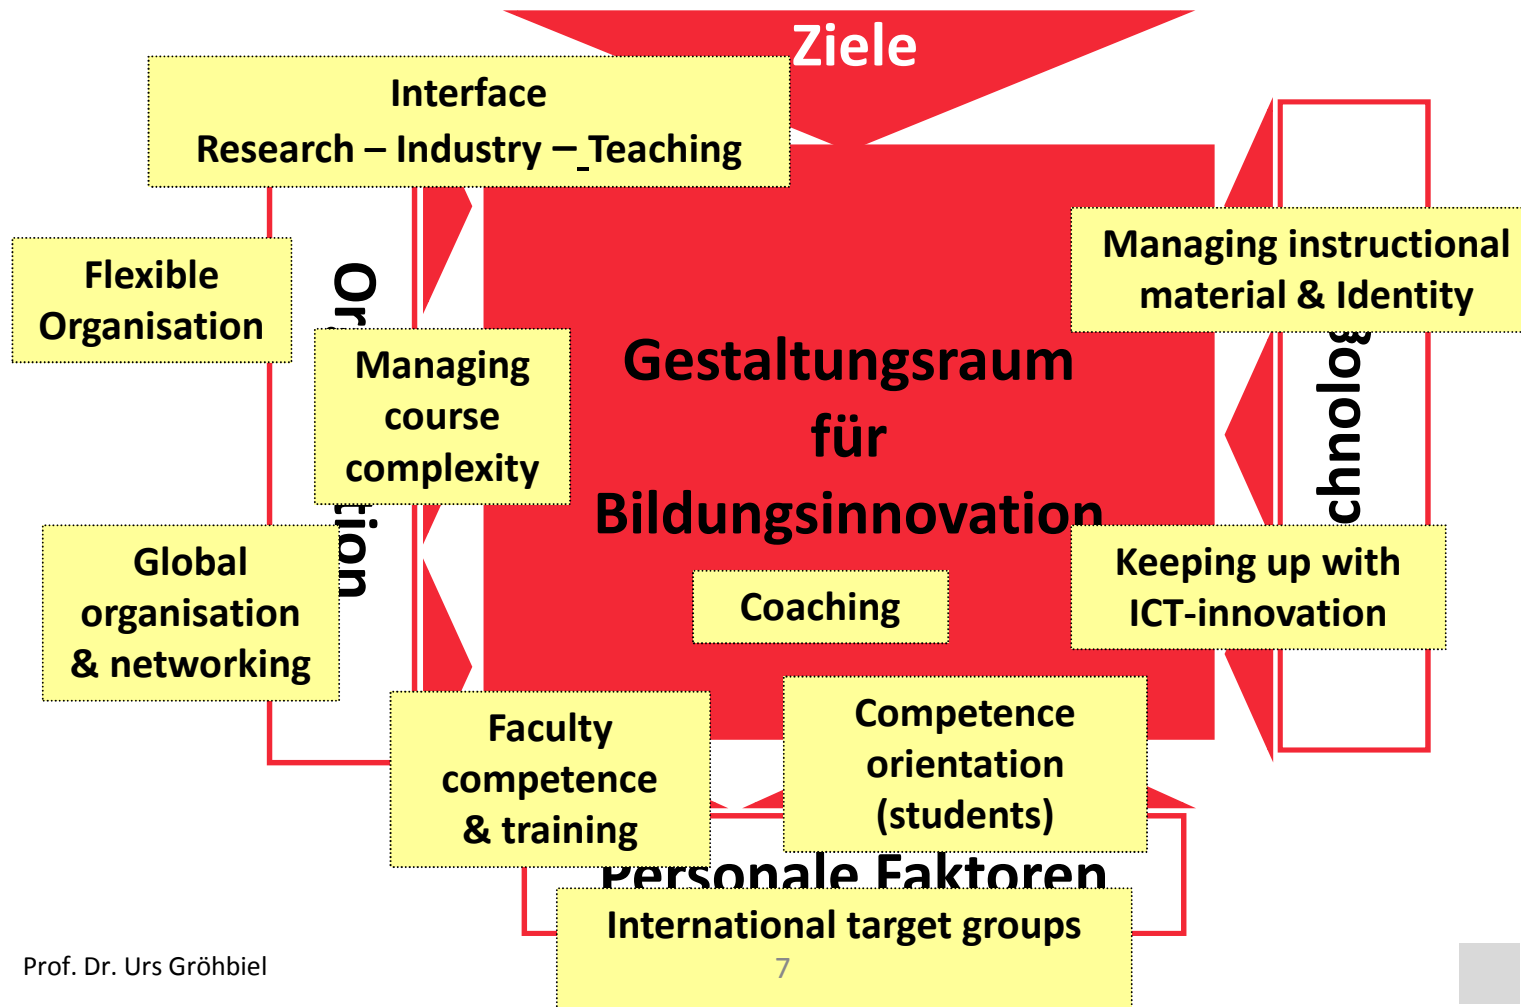 Ziele
Interface
Research – Industry – Teaching
Managing instructional
material & Identity
Flexible
Organisation
Managing
course
complexity
Gestaltungsraum
für
Bildungsinnovation
Global
organisation
& networking
Coaching
Keeping up with
ICT-innovation
Faculty
competence
& training
Competence
orientation
(students)
Personale Faktoren
International target groups
Prof. Dr. Urs Gröhbiel
7